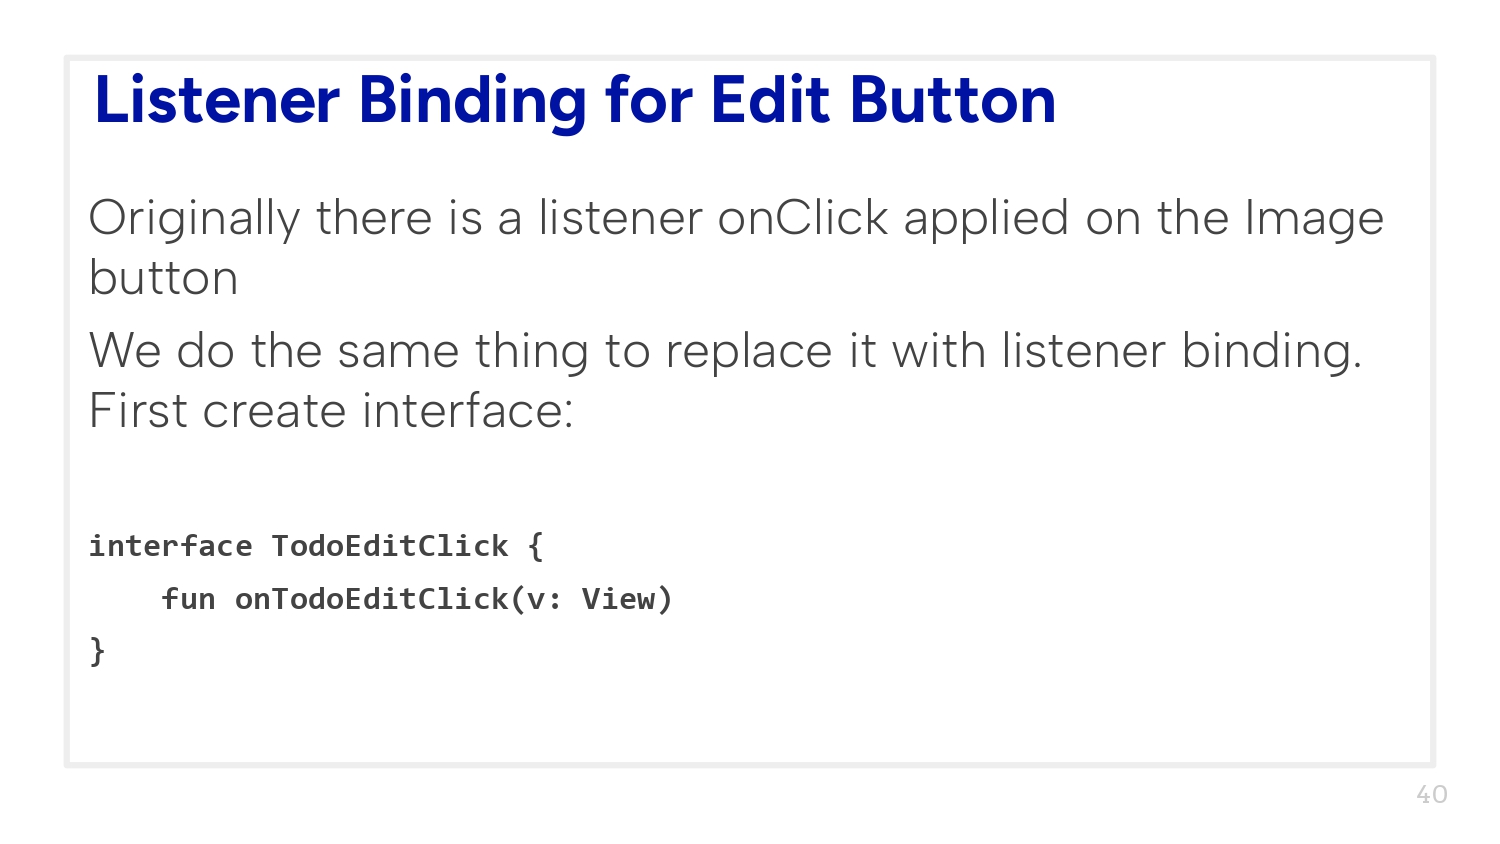 Listener Binding for Edit Button
Originally there is a listener onClick applied on the Image
button
We do the same thing to replace it with listener binding.
First create interface:
interface TodoEditClick {
    fun onTodoEditClick(v: View)
}
40